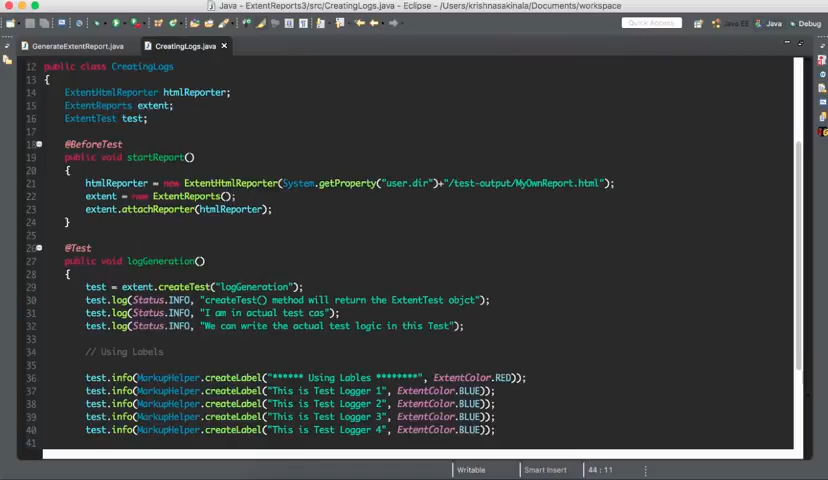 Java - ExtentReports3/src/CreatingLogs.java - Eclipse - /Users/krishnasakinala/Documents/workspace
Quick Access
Java EE
Java
Debug
GenerateExtentReport.java
CreatingLogs.java
12 public class CreatingLogs
13 {
14 ExtentHtmlReporter htmlReporter;
15 ExtentReports extent;
16 ExtentTest test;
17
18 @BeforeTest
19 public void startReport()
20 {
21 htmlReporter = new ExtentHtmlReporter(System.getProperty("user.dir")+"/test-output/MyOwnReport.html");
22 extent = new ExtentReports();
23 extent.attachReporter(htmlReporter);
24 }
25
26 @Test
27 public void logGeneration()
28 {
29 test = extent.createTest("logGeneration");
30 test.log(Status.INFO, "createTest() method will return the ExtentTest objct");
31 test.log(Status.INFO, "I am in actual test cas");
32 test.log(Status.INFO, "We can write the actual test logic in this Test");
33
34 // Using Labels
35
36 test.info(MarkupHelper.createLabel("****** Using Lables ********", ExtentColor.RED));
37 test.info(MarkupHelper.createLabel("This is Test Logger 1", ExtentColor.BLUE));
38 test.info(MarkupHelper.createLabel("This is Test Logger 2", ExtentColor.BLUE));
39 test.info(MarkupHelper.createLabel("This is Test Logger 3", ExtentColor.BLUE));
40 test.info(MarkupHelper.createLabel("This is Test Logger 4", ExtentColor.BLUE));
41
Writable
Smart Insert
44 : 11